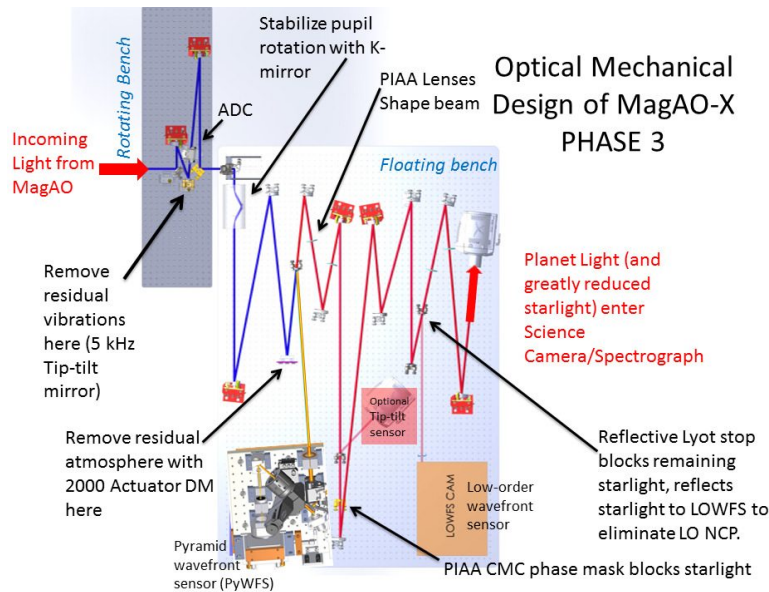 Optical Mechanical
Design of MagAO-X
PHASE 3
Stabilize pupil
rotation with K-
mirror
PIAA Lenses
Shape beam
Rotating Bench
ADC
Incoming
Light from
MagAO
Floating bench
Remove
residual
vibrations
here (5 kHz
Tip-tilt
mirror)
Planet Light (and
greatly reduced
starlight) enter
Science
Camera/Spectrograph
Remove residual
atmosphere with
2000 Actuator DM
here
Optional
Tip-tilt
sensor
Reflective Lyot stop
blocks remaining
starlight, reflects
starlight to LOWFS to
eliminate LO NCP.
LOWFS CAM
Low-order
wavefront
sensor
Pyramid
wavefront
sensor (PyWFS)
PIAA CMC phase mask blocks starlight